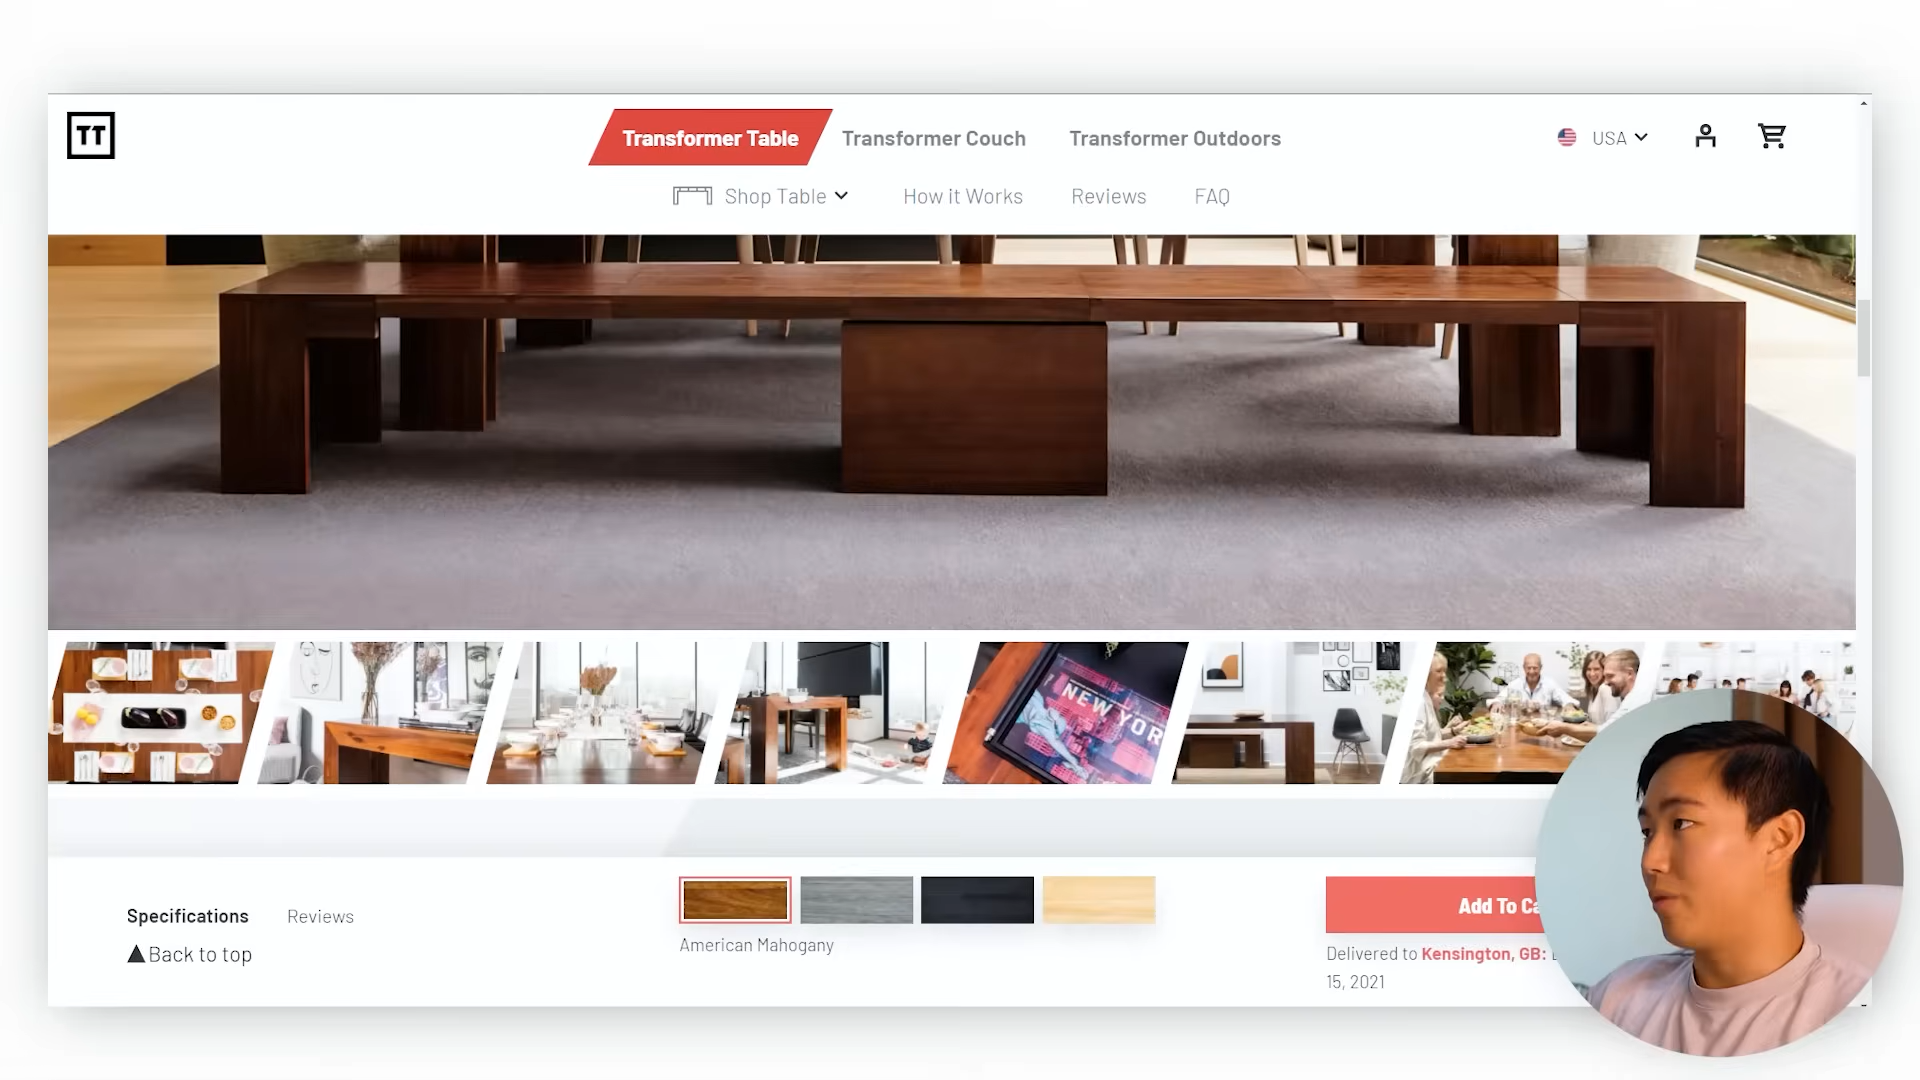 TT
Transformer Table Transformer Couch Transformer Outdoors USA
Shop Table How it Works Reviews FAQ
NEW YOR
Specifications Reviews
Back to top
American Mahogany
Add To Ca
Delivered to Kensington, GB:
15, 2021